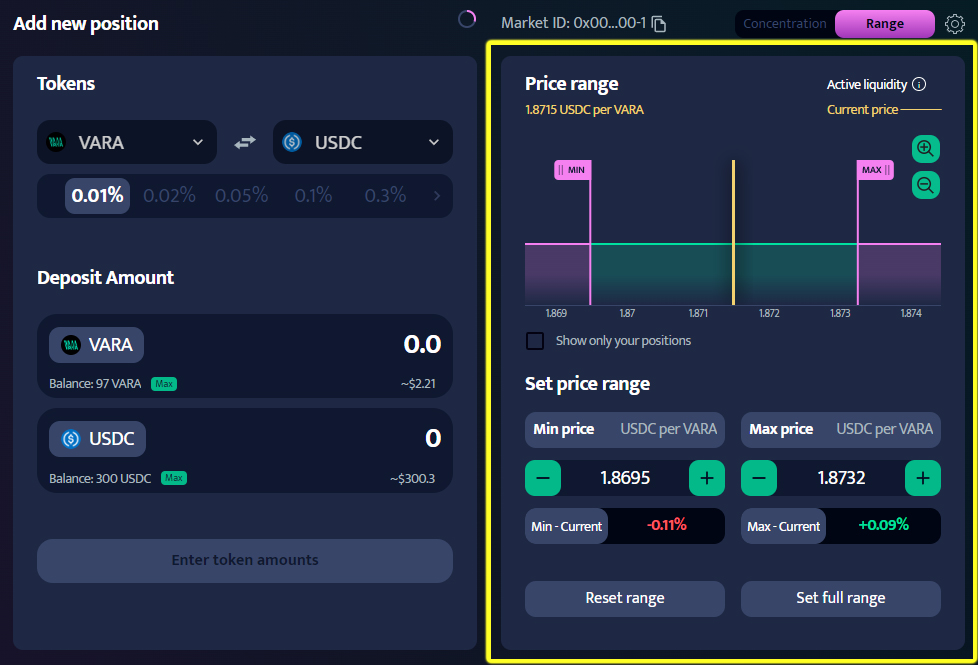 Add new position
Market ID: 0x00...00-1
Concentration
Range
Tokens
VARA
USDC
0.01% 0.02% 0.05% 0.1% 0.3%
Deposit Amount
VARA 0.0
Balance: 97 VARA Max ~$2.21
USDC 0
Balance: 300 USDC Max ~$300.3
Enter token amounts
Price range
Active liquidity
1.8715 USDC per VARA
Current price
MIN
MAX
1.869 1.87 1.871 1.872 1.873 1.874
Show only your positions
Set price range
Min price USDC per VARA
Max price USDC per VARA
1.8695
1.8732
Min - Current -0.11%
Max - Current +0.09%
Reset range
Set full range